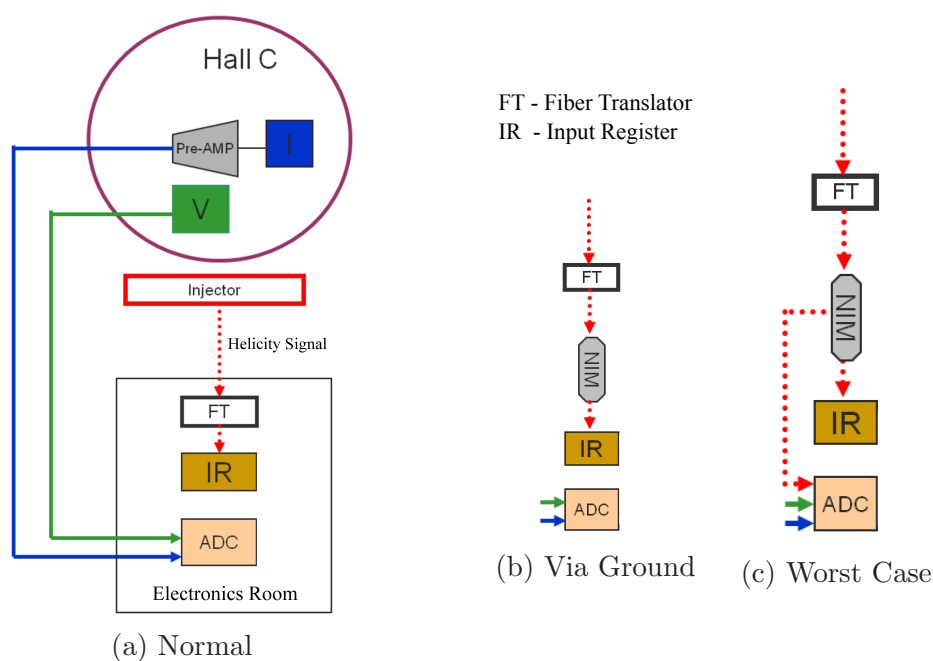 Hall C
Pre-AMP
I
V
Injector
Helicity Signal
FT
IR
ADC
Electronics Room
(a) Normal
FT - Fiber Translator
IR - Input Register
FT
NIM
IR
ADC
(b) Via Ground
FT
NIM
IR
ADC
(c) Worst Case